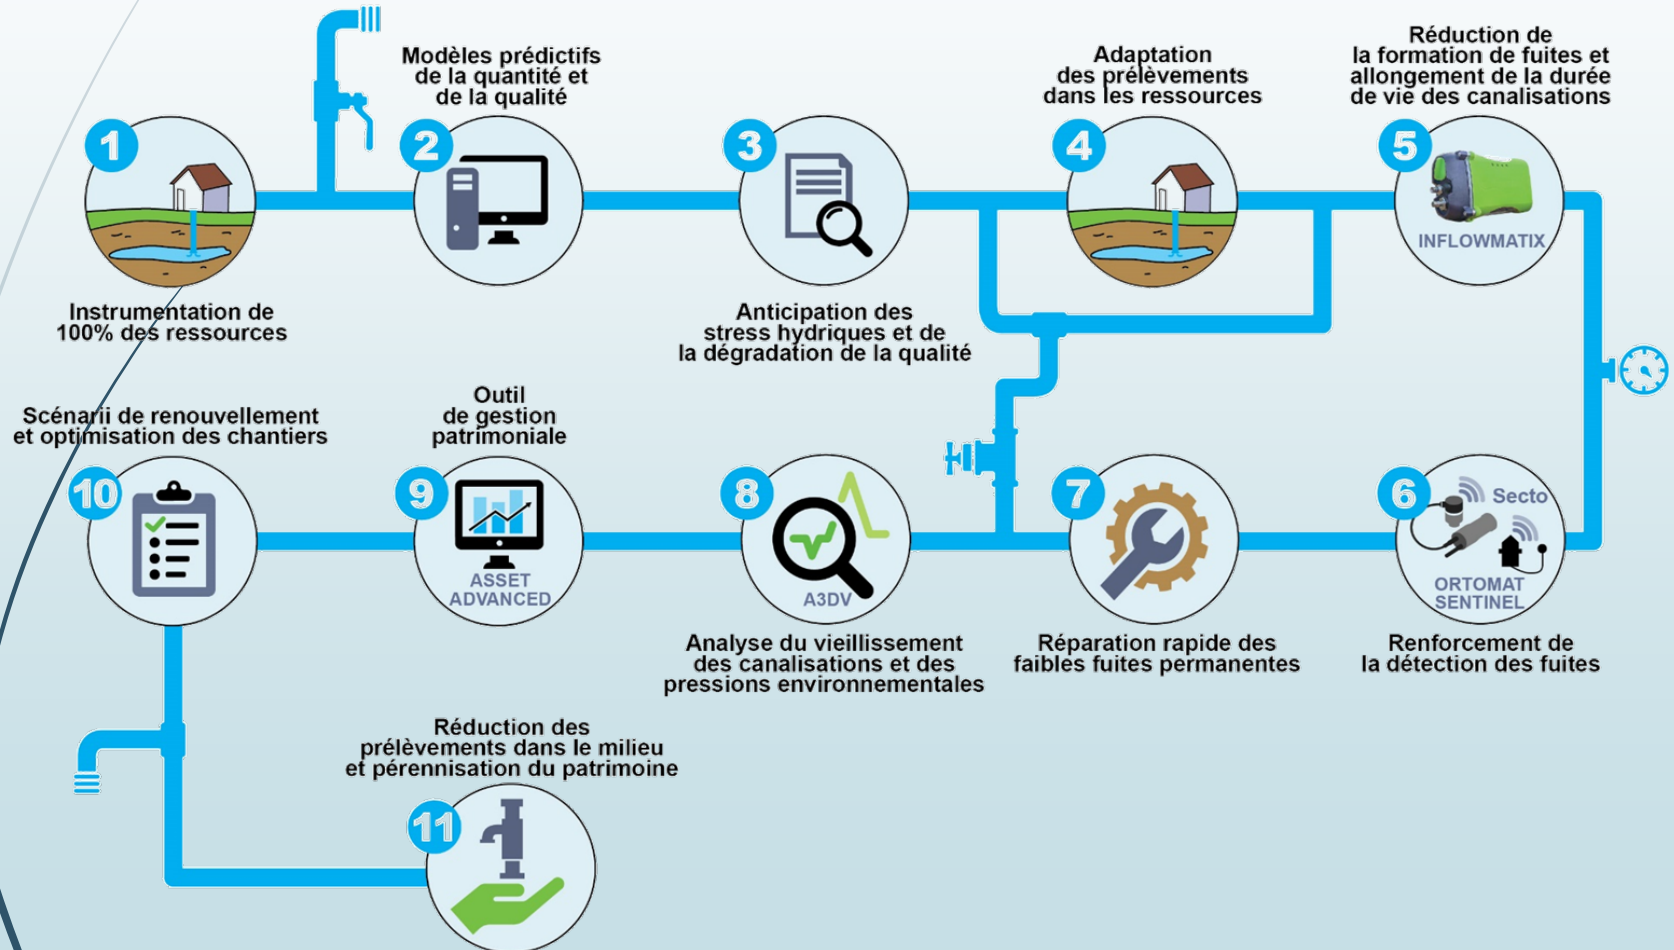 1
Instrumentation de
100% des ressources
Modèles prédictifs
de la quantité et
de la qualité
2
3
Anticipation des
stress hydriques et de
la dégradation de la qualité
Adaptation
des prélèvements
dans les ressources
4
Réduction de
la formation de fuites et
allongement de la durée
de vie des canalisations
5
INFLOWMATIX
6
Secto
ORTOMAT
SENTINEL
Renforcement de
la détection des fuites
7
Réparation rapide des
faibles fuites permanentes
8
A3DV
Analyse du vieillissement
des canalisations et des
pressions environnementales
Outil
de gestion
patrimoniale
9
ASSET
ADVANCED
Scénarii de renouvellement
et optimisation des chantiers
10
Réduction des
prélèvements dans le milieu
et pérennisation du patrimoine
11